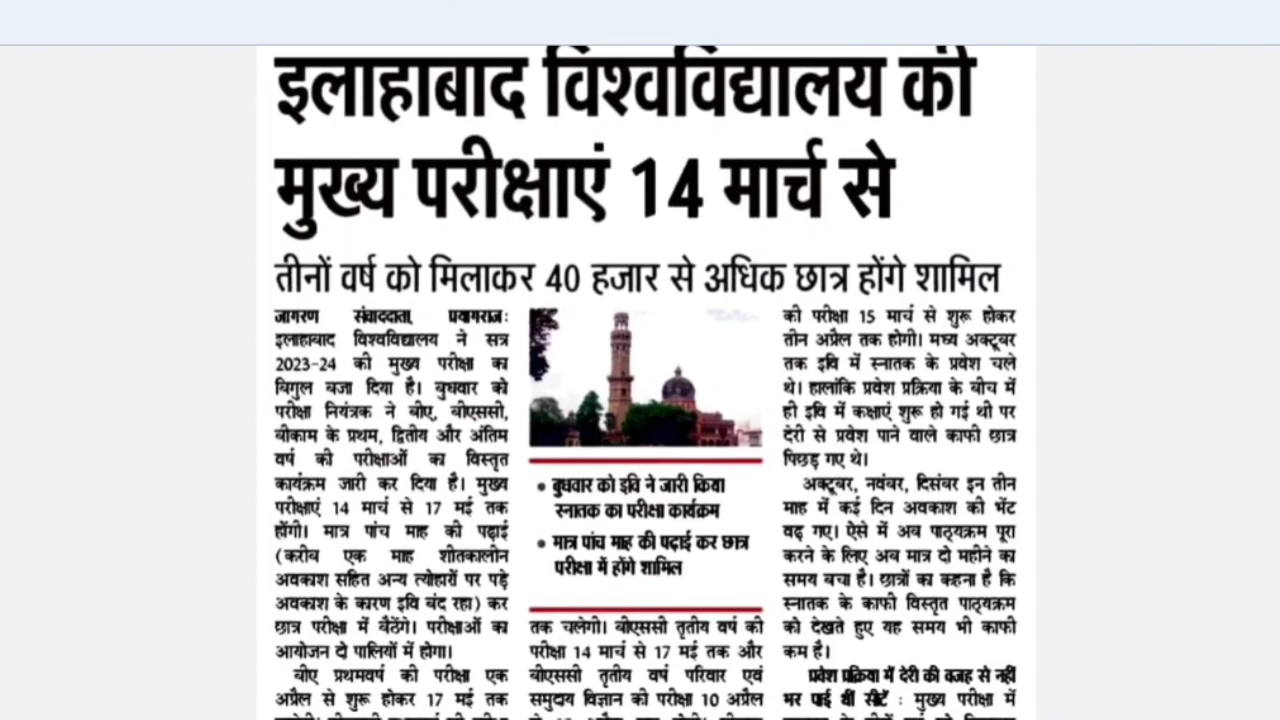 इलाहाबाद विश्वविद्यालय की
मुख्य परीक्षाएं 14 मार्च से
तीनों वर्ष को मिलाकर 40 हजार से अधिक छात्र होंगे शामिल
जागरण संवाददाता, प्रयागराज:
इलाहाबाद विश्वविद्यालय ने सत्र
2023-24 की मुख्य परीक्षा का
बिगुल बजा दिया है। बुधवार को
परीक्षा नियंत्रक ने बीए, बीएससी,
बीकाम के प्रथम, द्वितीय और अंतिम
वर्ष की परीक्षाओं का विस्तृत
कार्यक्रम जारी कर दिया है। मुख्य
परीक्षाएं 14 मार्च से 17 मई तक
होंगी। मात्र पांच माह की पढ़ाई
(करीब एक माह शीतकालीन
अवकाश सहित अन्य त्योहारों पर पड़े
अवकाश के कारण इवि बंद रहा) कर
छात्र परीक्षा में बैठेंगे। परीक्षाओं का
आयोजन दो पालियों में होगा।
बीए प्रथमवर्ष की परीक्षा एक
अप्रैल से शुरू होकर 17 मई तक
• बुधवार को इवि ने जारी किया
स्नातक का परीक्षा कार्यक्रम
• मात्र पांच माह की पढ़ाई कर छात्र
परीक्षा में होंगे शामिल
तक चलेगी। बीएससी तृतीय वर्ष की
परीक्षा 14 मार्च से 17 मई तक और
बीएससी तृतीय वर्ष परिवार एवं
समुदाय विज्ञान की परीक्षा 10 अप्रैल
की परीक्षा 15 मार्च से शुरू होकर
तीन अप्रैल तक होगी। मध्य अक्टूबर
तक इवि में स्नातक के प्रवेश चले
थे। हालांकि प्रवेश प्रक्रिया के बीच में
ही इवि में कक्षाएं शुरू हो गई थी पर
देरी से प्रवेश पाने वाले काफी छात्र
पिछड़ गए थे।
अक्टूबर, नवंबर, दिसंबर इन तीन
माह में कई दिन अवकाश की भेंट
चढ़ गए। ऐसे में अब पाठ्यक्रम पूरा
करने के लिए अब मात्र दो महीने का
समय बचा है। छात्रों का कहना है कि
स्नातक के काफी विस्तृत पाठ्यक्रम
को देखते हुए यह समय भी काफी
कम है।
प्रवेश प्रक्रिया में देरी की वजह से नहीं
भर पाई थीं सीटें : मुख्य परीक्षा में